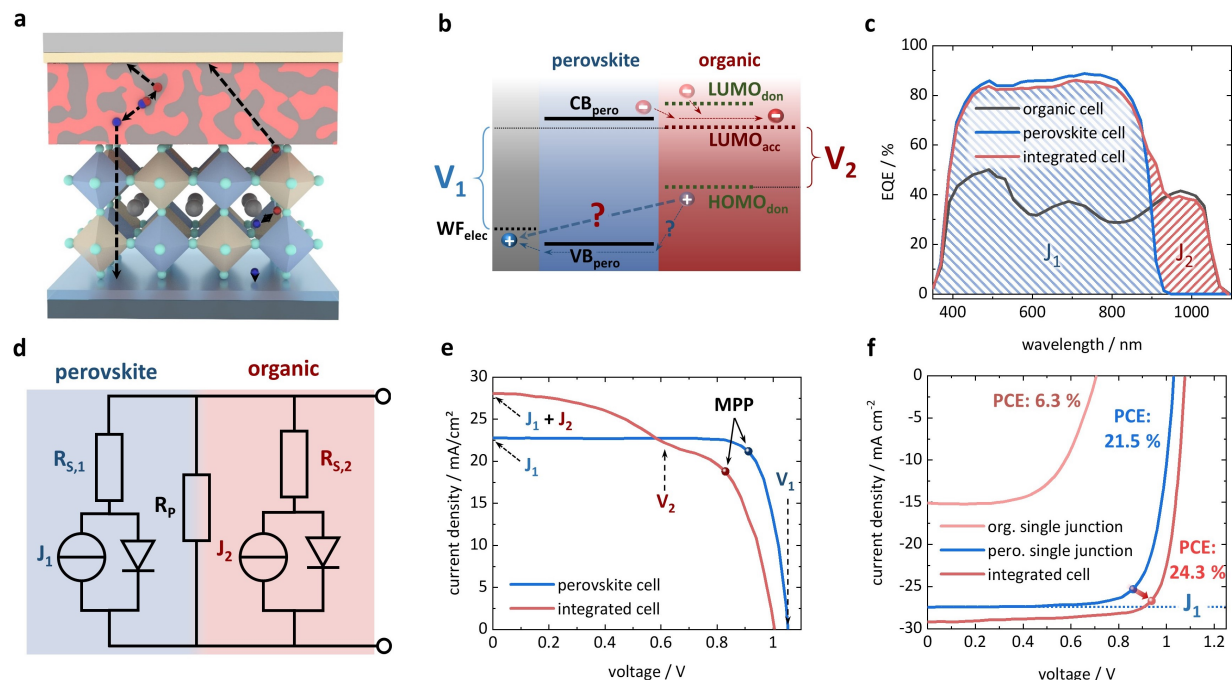 a
b
perovskite
organic
CB_pero
LUMO_don
LUMO_acc
V_1
V_2
HOMO_don
?
?
WF_elec
VB_pero
c
100
80
60
40
20
0
EQE / %
organic cell
perovskite cell
integrated cell
J_1
J_2
400
600
800
1000
wavelength / nm
d
perovskite
organic
R_S,1
R_P
R_S,2
J_1
J_2
e
30
25
20
15
10
5
0
current density / mA/cm²
J_1 + J_2
J_1
MPP
V_2
V_1
perovskite cell
integrated cell
0
0.2
0.4
0.6
0.8
1
voltage / V
f
0
-5
-10
-15
-20
-25
-30
current density / mA cm⁻²
PCE: 6.3 %
PCE:
21.5 %
org. single junction
pero. single junction
integrated cell
PCE:
24.3 %
J_1
0
0.2
0.4
0.6
0.8
1
1.2
voltage / V